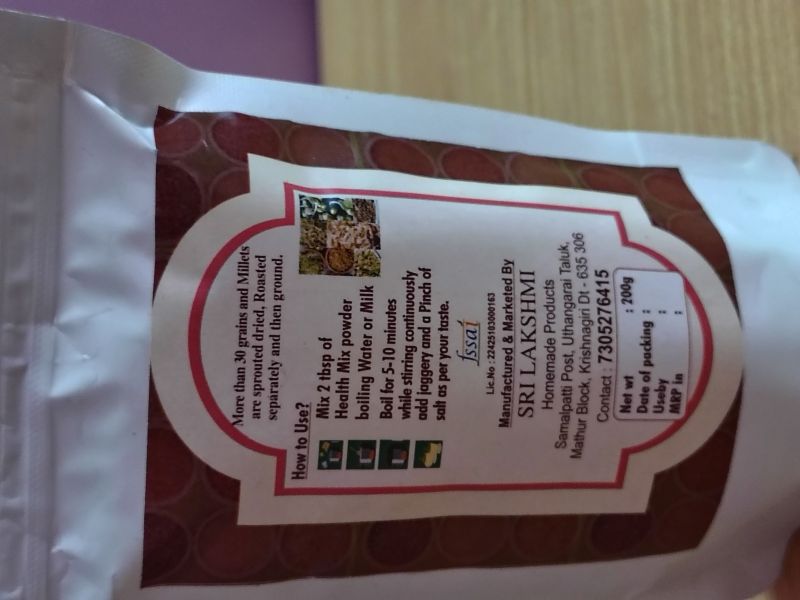 More than 30 grains and Millets
are sprouted dried, Roasted
separately and then ground.
How to Use?
Mix 2 tbsp of
Health Mix powder
boiling Water or Milk
Boil for 5-10 minutes
while stirring continuously
add Jaggery and a Pinch of
salt as per your taste.
fssai
Lic.No : 22425103000163
Manufactured & Marketed By
SRI LAKSHMI
Homemade Products
Samalpatti Post, Uthangarai Taluk,
Mathur Block, Krishnagiri Dt - 635 306
Contact : 7305276415
Net wt : 200g
Date of packing :
Useby :
MRP in :